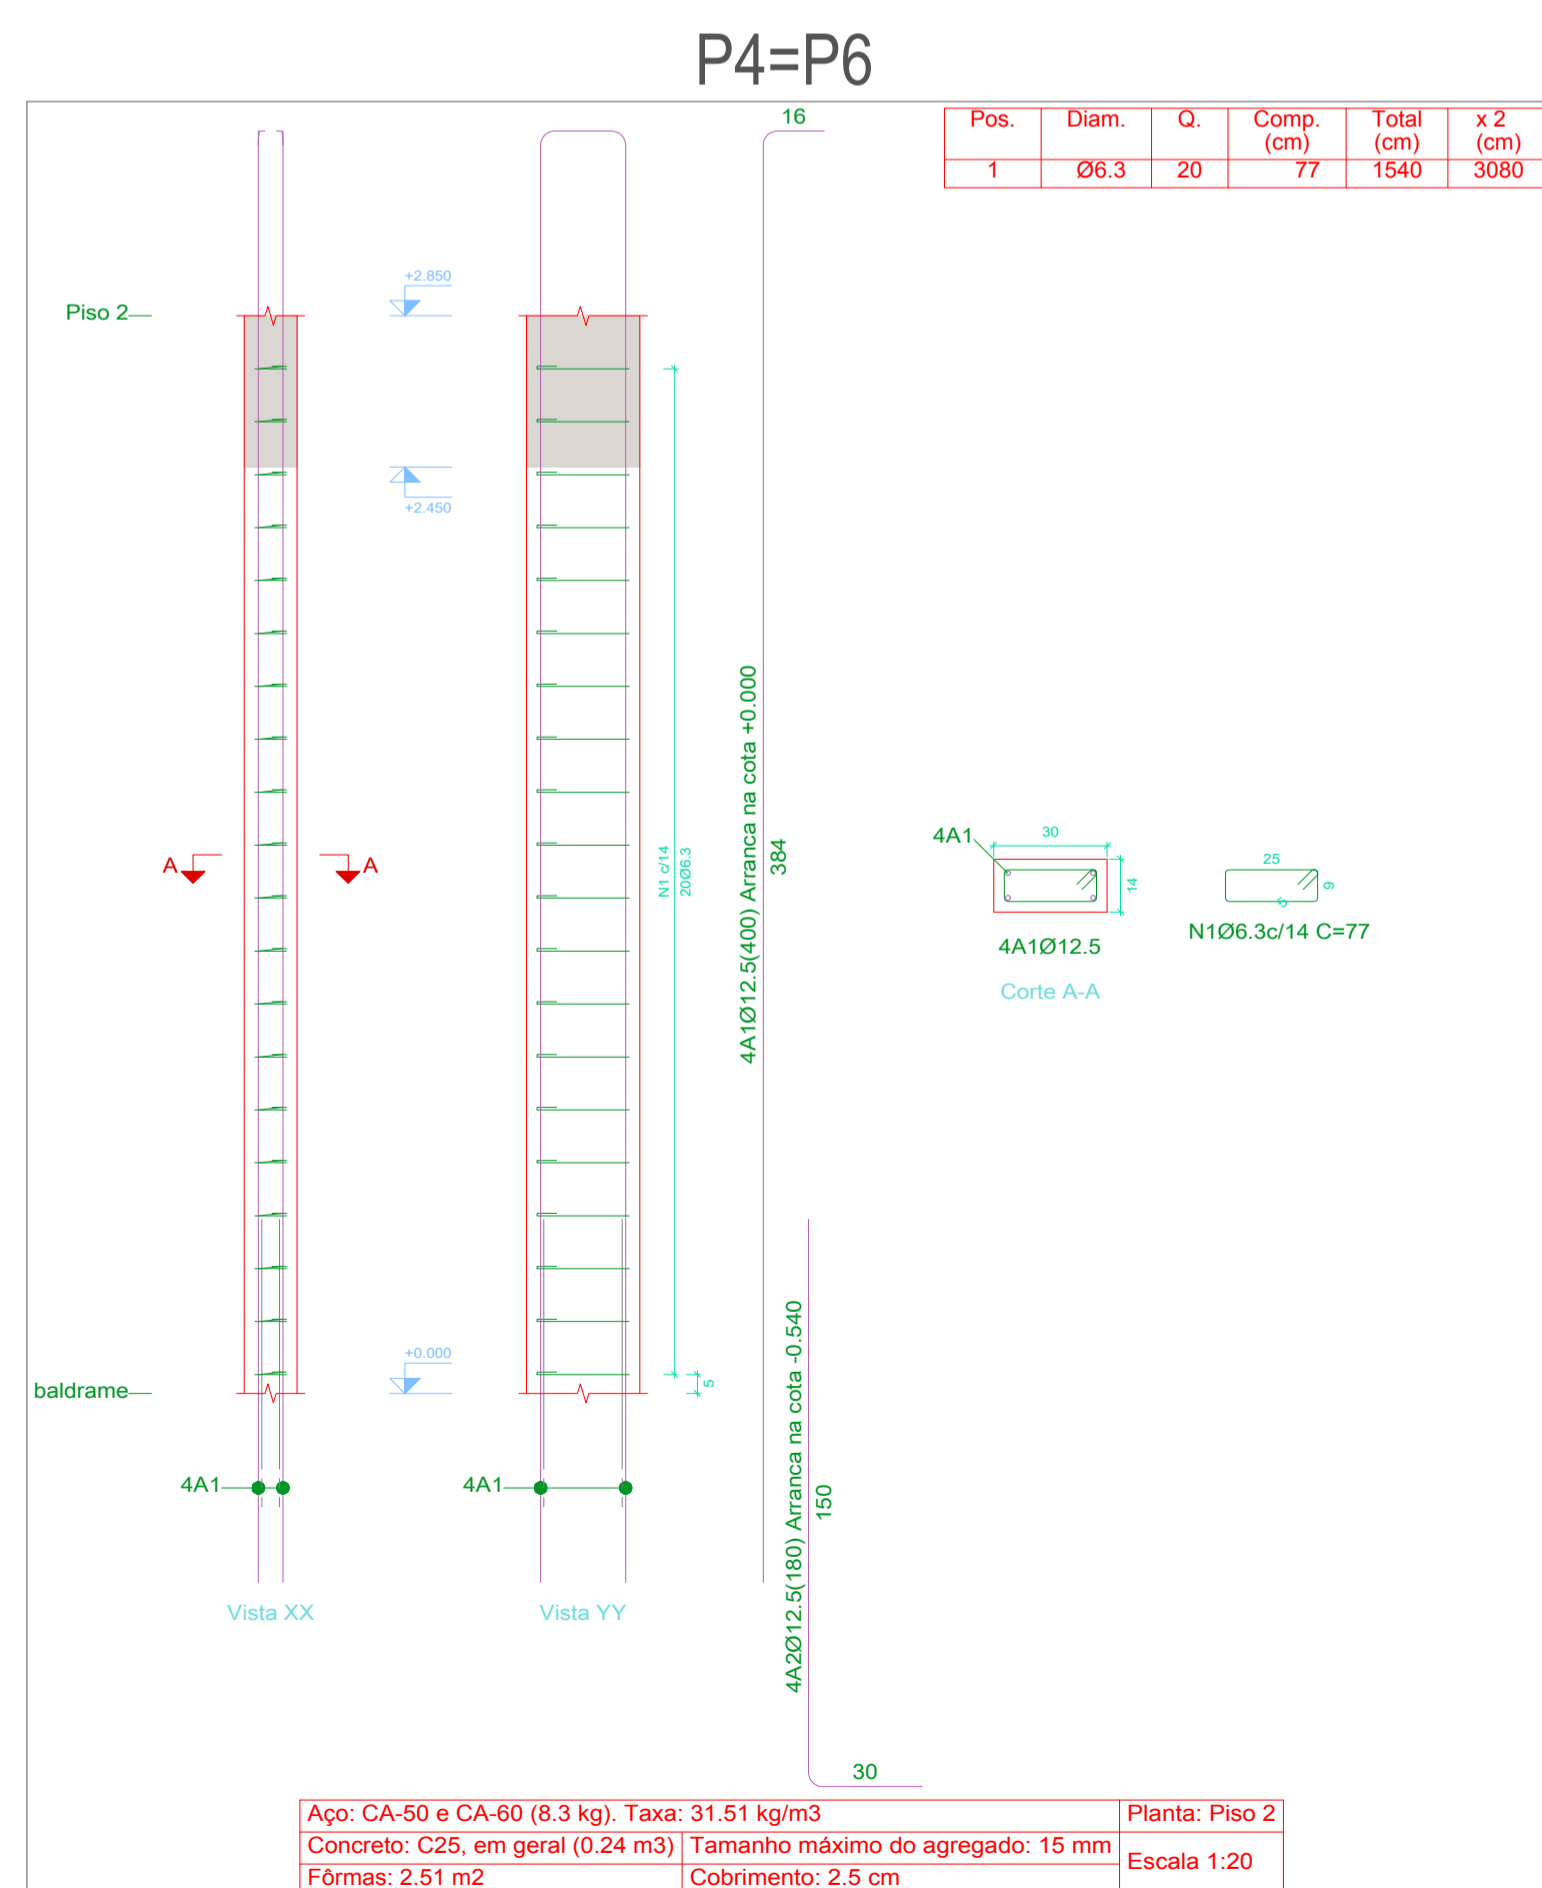 P4=P6
16
Pos. Diam. Q. Comp. (cm) Total (cm) x 2 (cm)
1 Ø6.3 20 77 1540 3080
+2.850
Piso 2
+2.450
4A1Ø12.5(400) Arranca na cota +0.000
384
N1 c/14
20Ø6.3
A A
4A1
30
14
4A1Ø12.5
Corte A-A
25
9
5
N1Ø6.3c/14 C=77
+0.000
baldrame
5
4A2Ø12.5(180) Arranca na cota -0.540
150
4A1 4A1
Vista XX Vista YY
30
Aço: CA-50 e CA-60 (8.3 kg). Taxa: 31.51 kg/m3 Planta: Piso 2
Concreto: C25, em geral (0.24 m3) Tamanho máximo do agregado: 15 mm
Escala 1:20
Fôrmas: 2.51 m2 Cobrimento: 2.5 cm